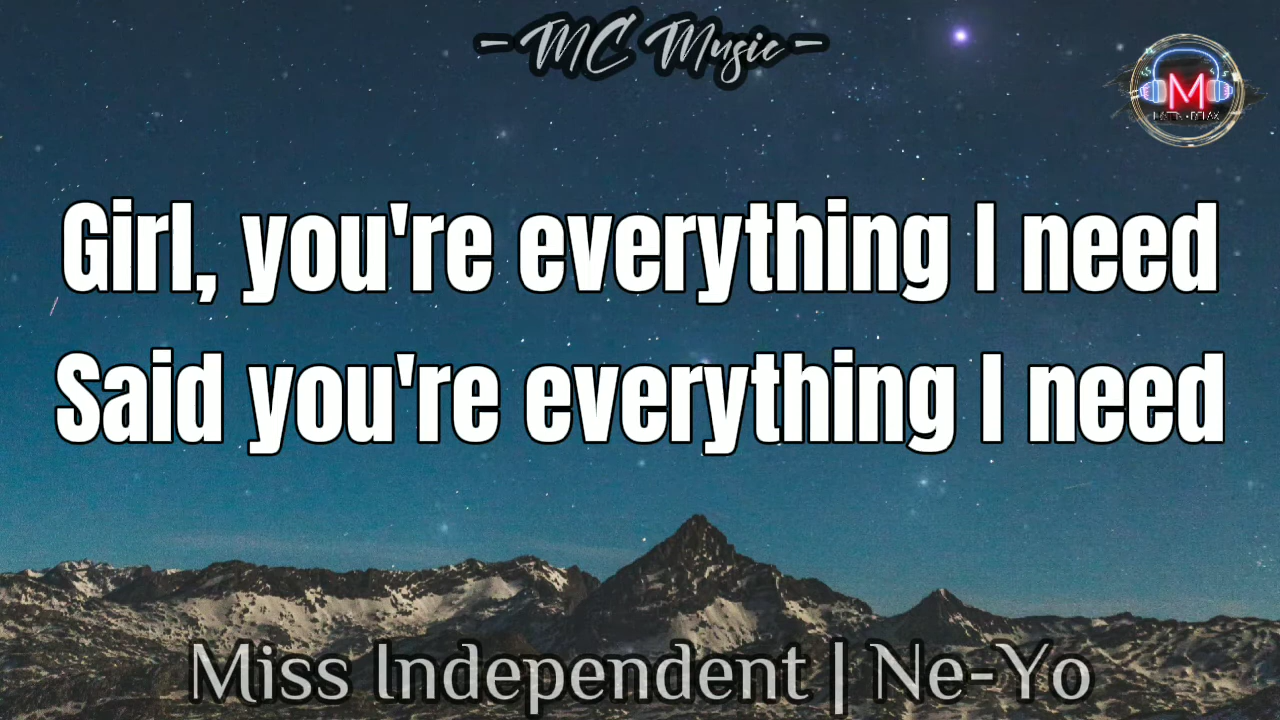 - MC Music -
M
Girl, you're everything I need
Said you're everything I need
Miss Independent | Ne-Yo